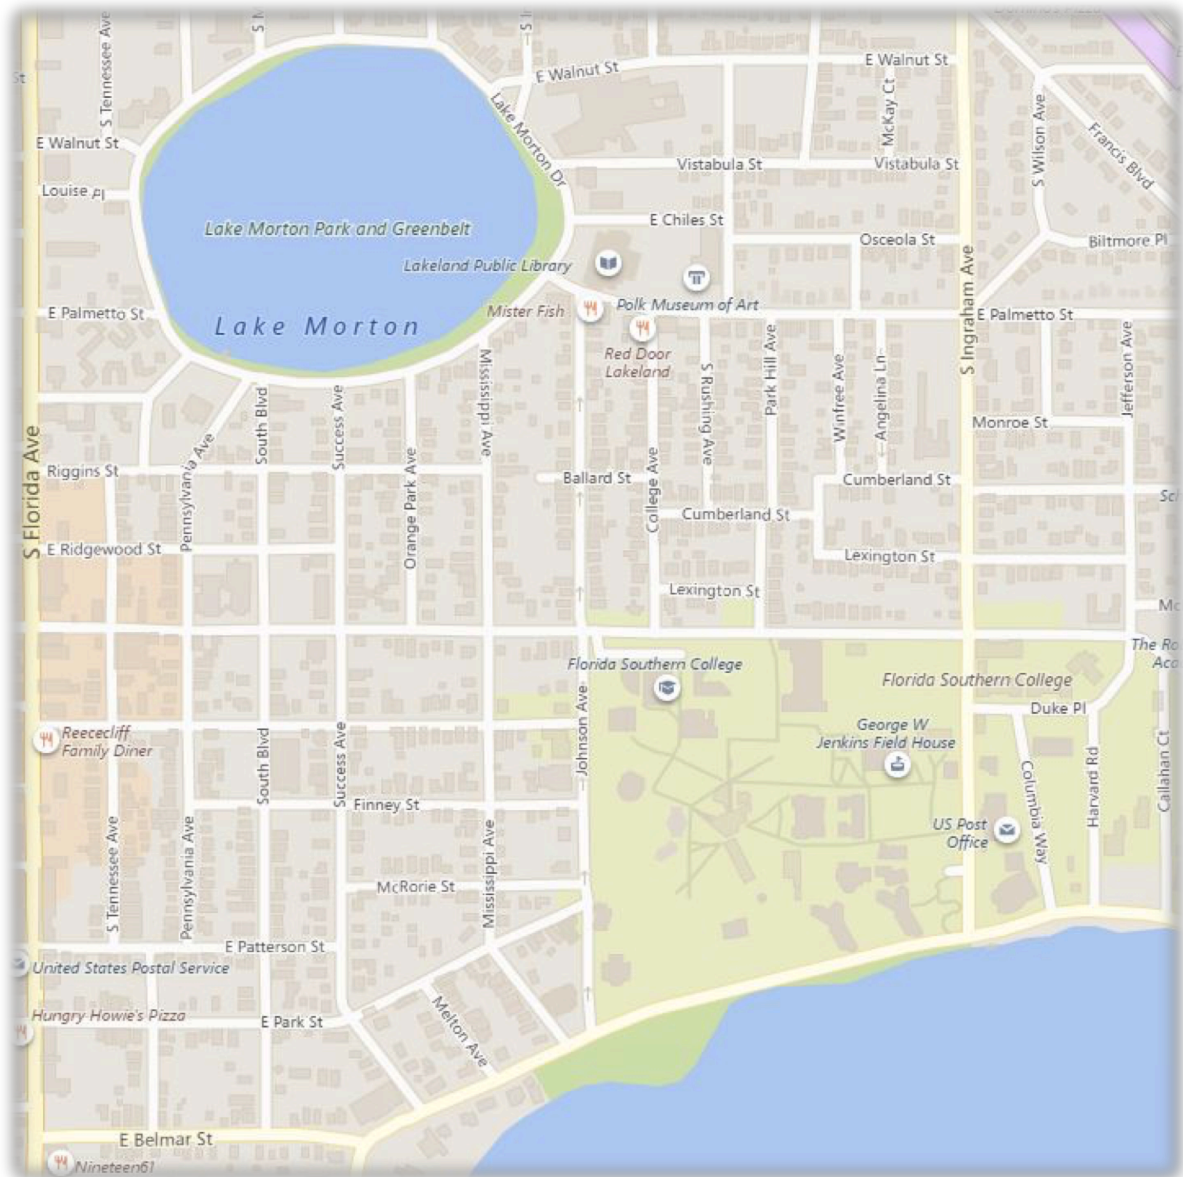 Domino's Pizza
S Tennessee Ave
E Walnut St
E Walnut St
McKay Ct
S Wilson Ave
Francis Blvd
Lake Morton Dr
E Walnut St
Vistabula St
Vistabula St
Louise Pl
Lake Morton Park and Greenbelt
E Chiles St
Osceola St
Biltmore Pl
S Ingraham Ave
Lakeland Public Library
Polk Museum of Art
Mister Fish
E Palmetto St
Lake Morton
E Palmetto St
Red Door
Lakeland
Mississippi Ave
S Rushing Ave
Park Hill Ave
Winfree Ave
Angelina Ln
Jefferson Ave
South Blvd
Success Ave
Monroe St
S Florida Ave
Pennsylvania Ave
Riggins St
Orange Park Ave
Ballard St
College Ave
Cumberland St
Cumberland St
E Ridgewood St
Lexington St
Lexington St
Florida Southern College
Florida Southern College
The Ro
Aca
Johnson Ave
Duke Pl
George W
Jenkins Field House
Reececliff
Family Diner
South Blvd
Success Ave
Columbia Way
Harvard Rd
Callahan Ct
Finney St
US Post
Office
S Tennessee Ave
Pennsylvania Ave
Mississippi Ave
McRorie St
E Patterson St
United States Postal Service
Hungry Howie's Pizza
E Park St
Melton Ave
E Belmar St
Nineteen61